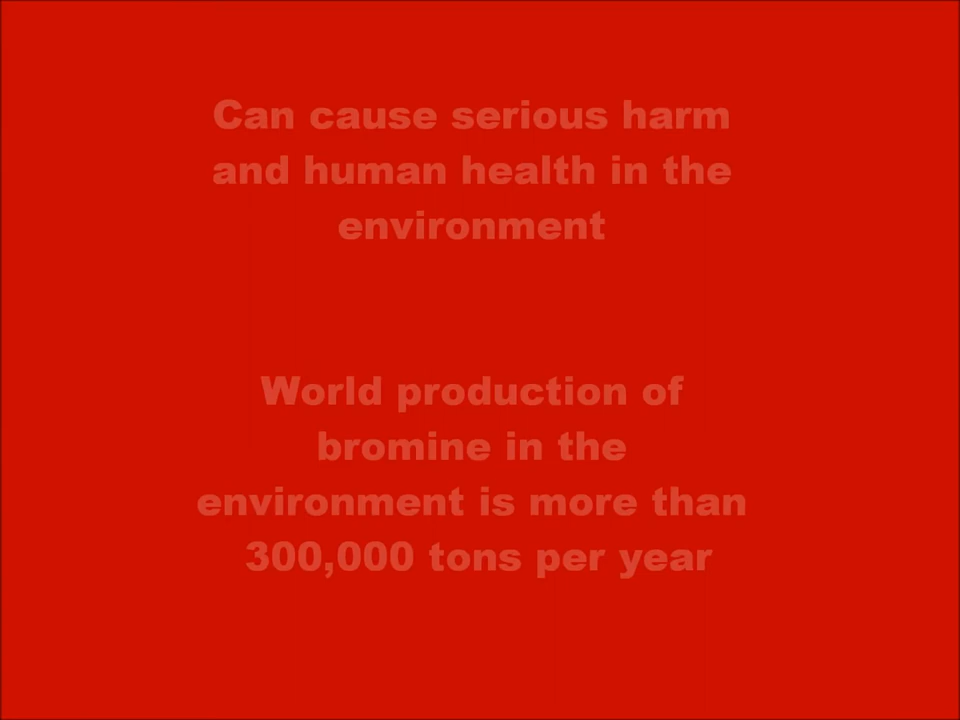 Can cause serious harm
and human health in the
environment
World production of
bromine in the
environment is more than
300,000 tons per year